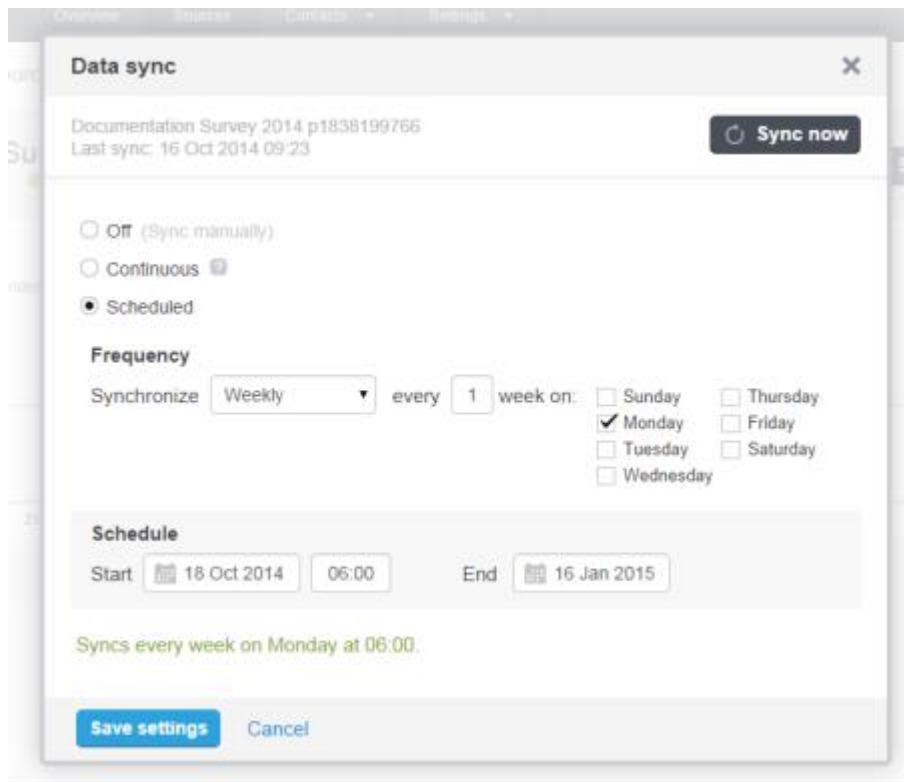 Overview Sources Contacts Settings
Data sync
Documentation Survey 2014 p1838199766
Last sync: 16 Oct 2014 09:23
Sync now
Off (Sync manually)
Continuous ?
Scheduled
Frequency
Synchronize Weekly every 1 week on:
Sunday Thursday
Monday Friday
Tuesday Saturday
Wednesday
Schedule
Start 18 Oct 2014 06:00 End 16 Jan 2015
Syncs every week on Monday at 06:00.
Save settings Cancel